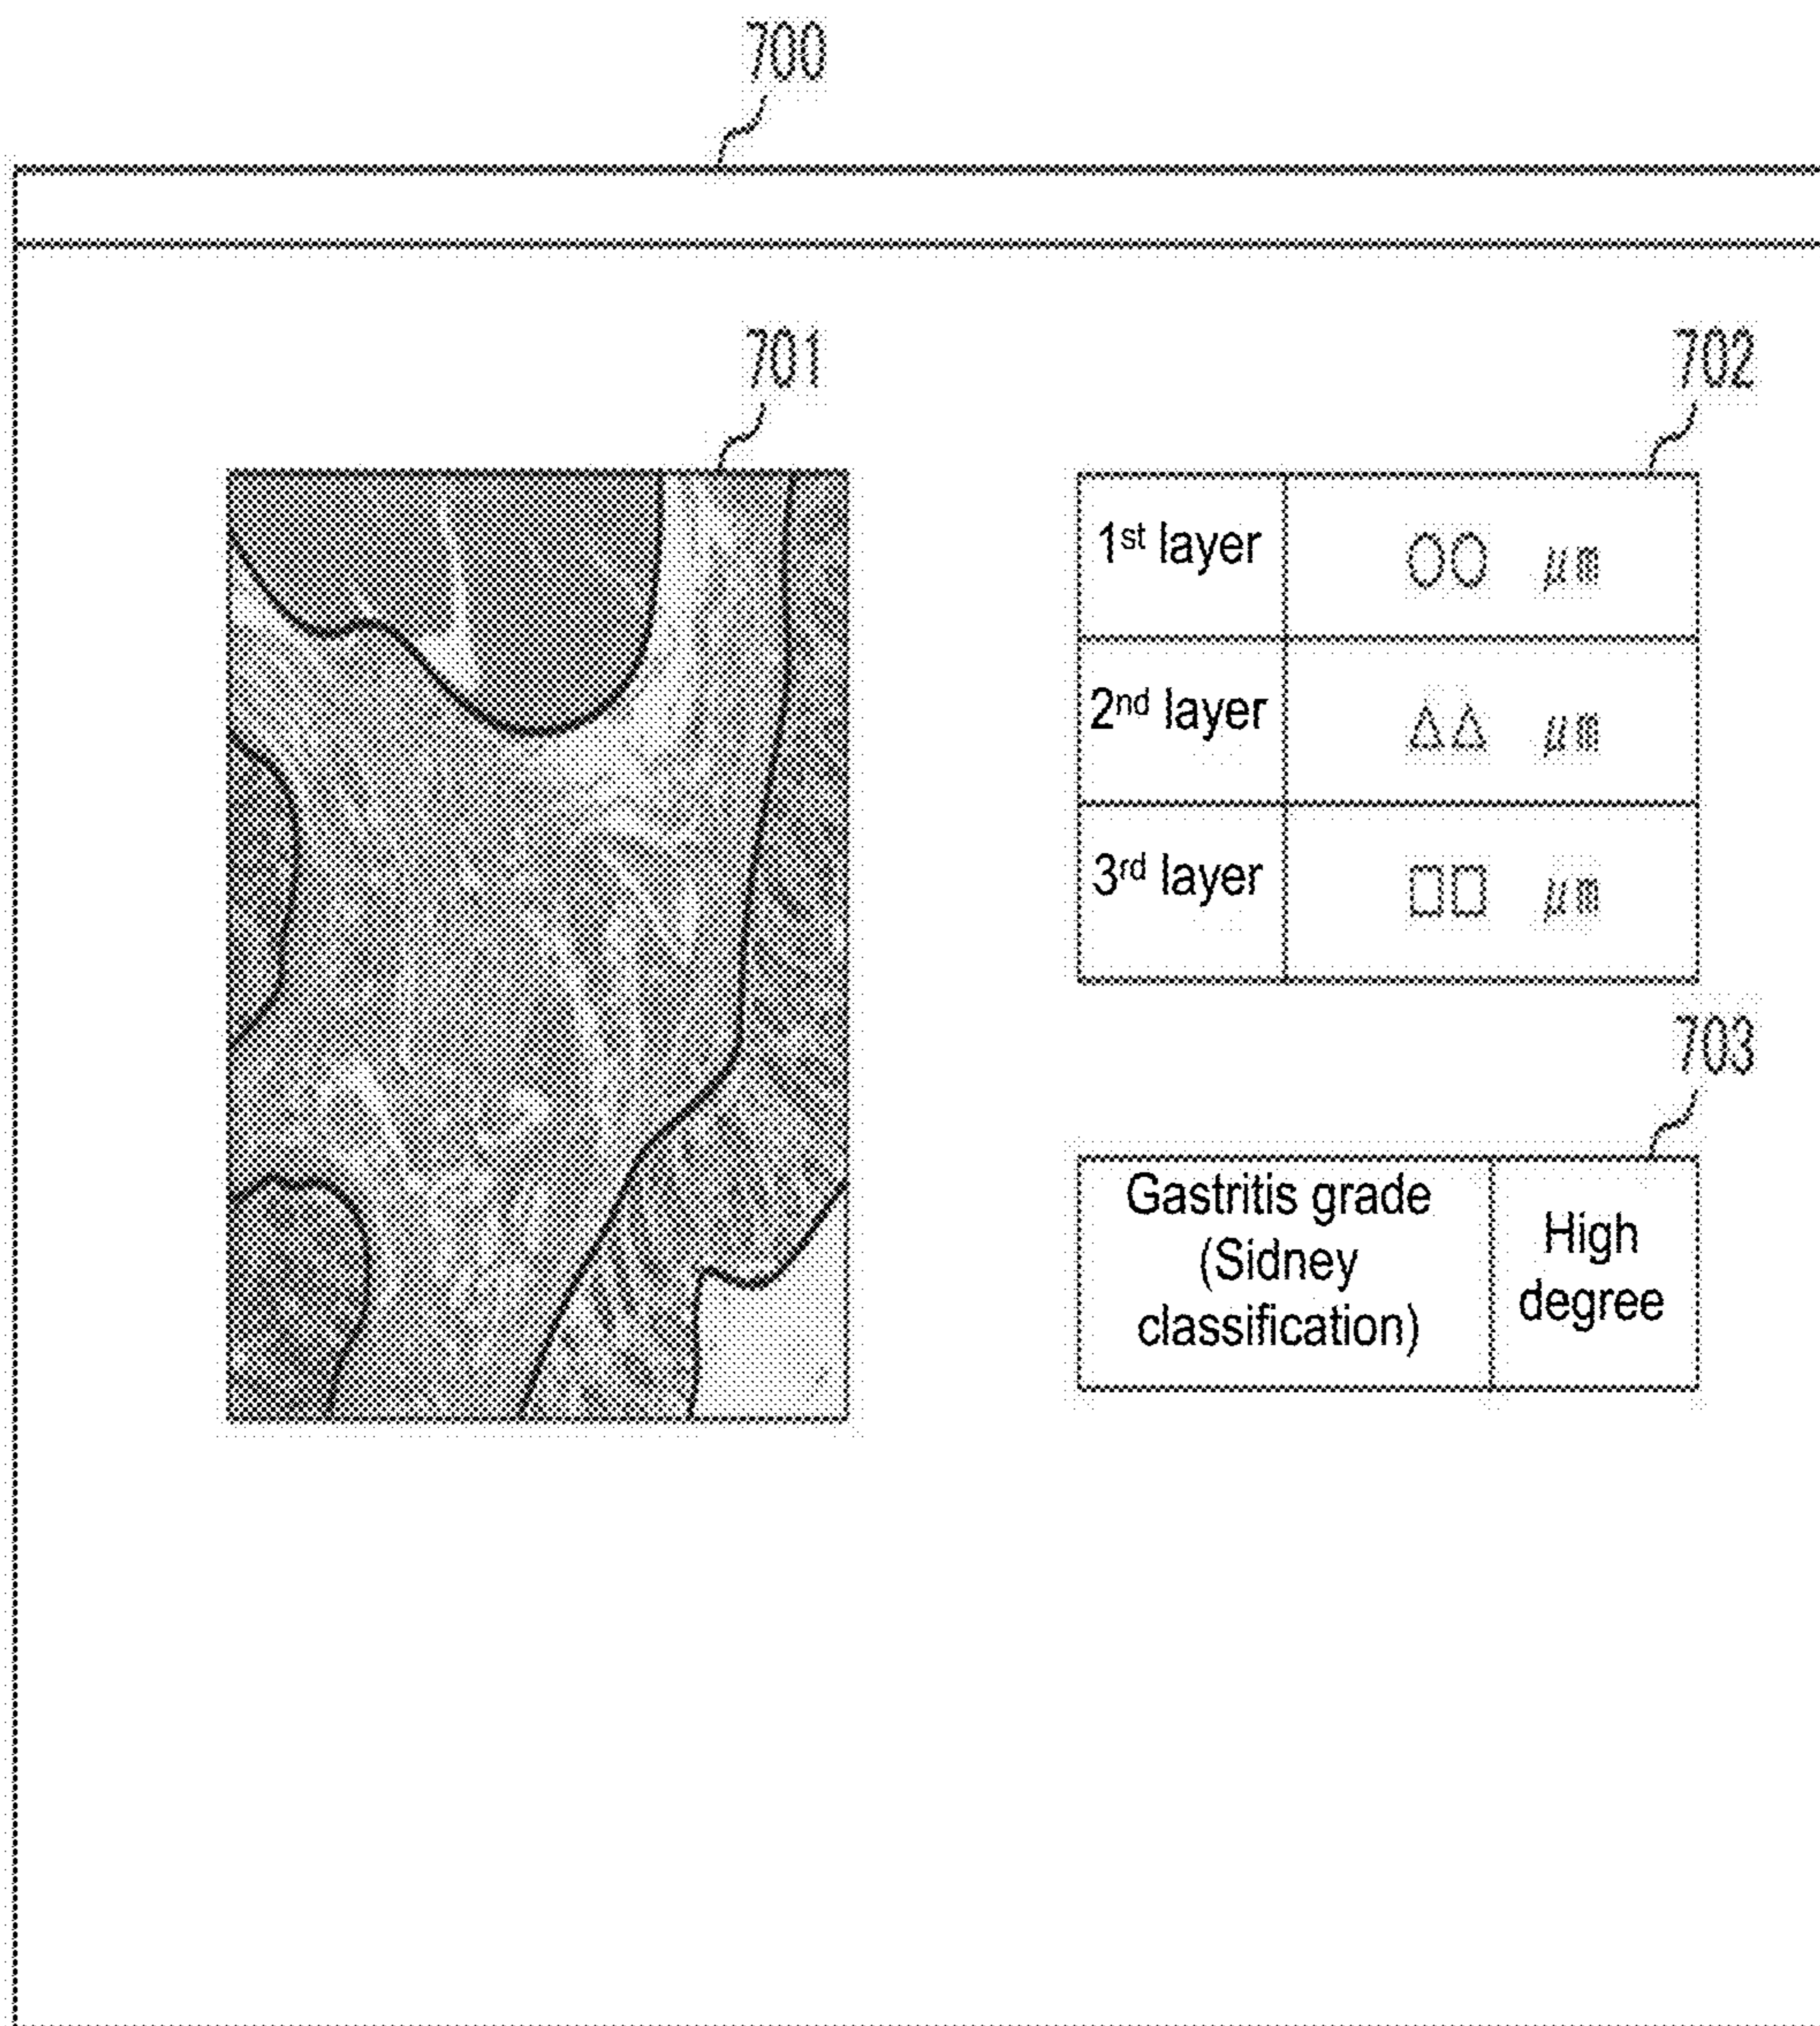 700
701
702
1st layer ○○ μm
2nd layer △△ μm
3rd layer □□ μm
703
Gastritis grade
(Sidney
classification)
High
degree